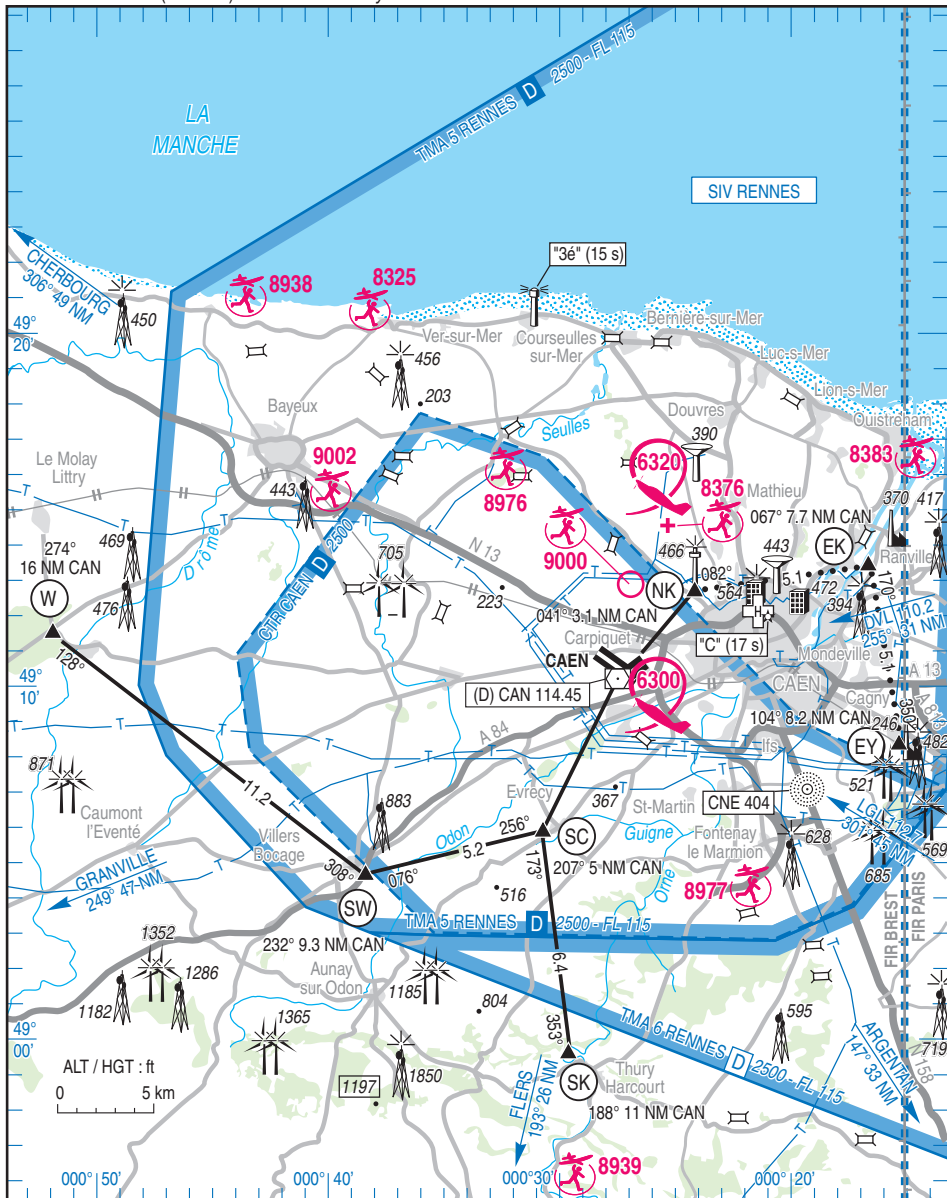 LA
MANCHE
TMA 5 RENNES D 2500 - FL 115
SIV RENNES
CHERBOURG
306° 49 NM
450
8938
8325
"3é" (15 s)
49°
20'
Ver-sur-Mer
Courseulles
sur-Mer
Bernière-sur-Mer
Luc-s-Mer
Lion-s-Mer
Ouistreham
456
203
Bayeux
Seulles
Douvres
390
Le Molay
Littry
9002
443
8976
6320
8376
Mathieu
8383
370
417
067° 7.7 NM CAN
469
Drôme
705
N 13
9000
466
443
EK
Ranville
274°
16 NM CAN
W
476
CTR CAEN D 2500
223
NK
082°
564
5.1
472
394
170°
041° 3.1 NM CAN
DVL 110.2
255° 31 NM
128°
Carpiquet
"C" (17 s)
Mondeville
5.1
A 13
49°
10'
CAEN
6300
CAEN
(D) CAN 114.45
Cagny
350°
A 84
104° 8.2 NM CAN
246
482
EY
Ifs
521
871
11.2
883
Evrecy
367
St-Martin
CNE 404
Caumont
l'Eventé
Villers
Bocage
Odon
256°
SC
Guigne
Fontenay
le Marmion
628
LGL 112.7
301° 45 NM
569
685
GRANVILLE
249° 47 NM
308°
076°
5.2
207° 5 NM CAN
173°
Orne
SW
516
8977
TMA 5 RENNES D 2500 - FL 115
232° 9.3 NM CAN
FIR BREST
FIR PARIS
1352
1286
1182
Aunay
sur Odon
1185
6.4
804
595
1365
353°
49°
00'
TMA 6 RENNES D 2500 - FL 115
719
ALT / HGT : ft
0 5 km
1850
1197
SK
Thury
Harcourt
188° 11 NM CAN
FLERS
193° 26 NM
ARGENTAN
147° 33 NM
158
8939
000° 50'
000° 40'
000° 30'
000° 20'